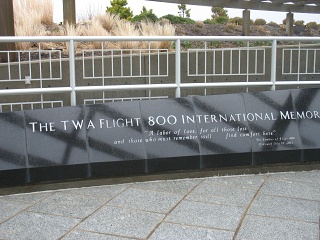 THE TWA FLIGHT 800 INTERNATIONAL MEMOR
"A labor of love, for all those lost
and those who must remember still find comfort here"